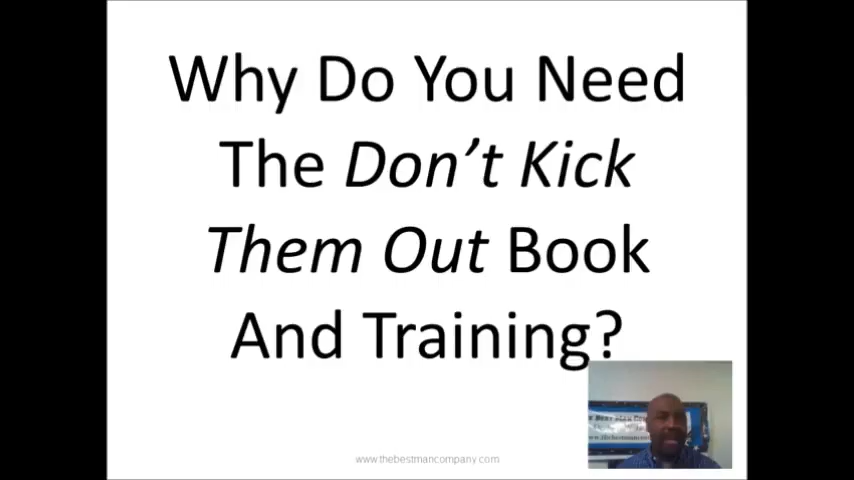 Why Do You Need
The Don't Kick
Them Out Book
And Training?
www.thebestmancompany.com